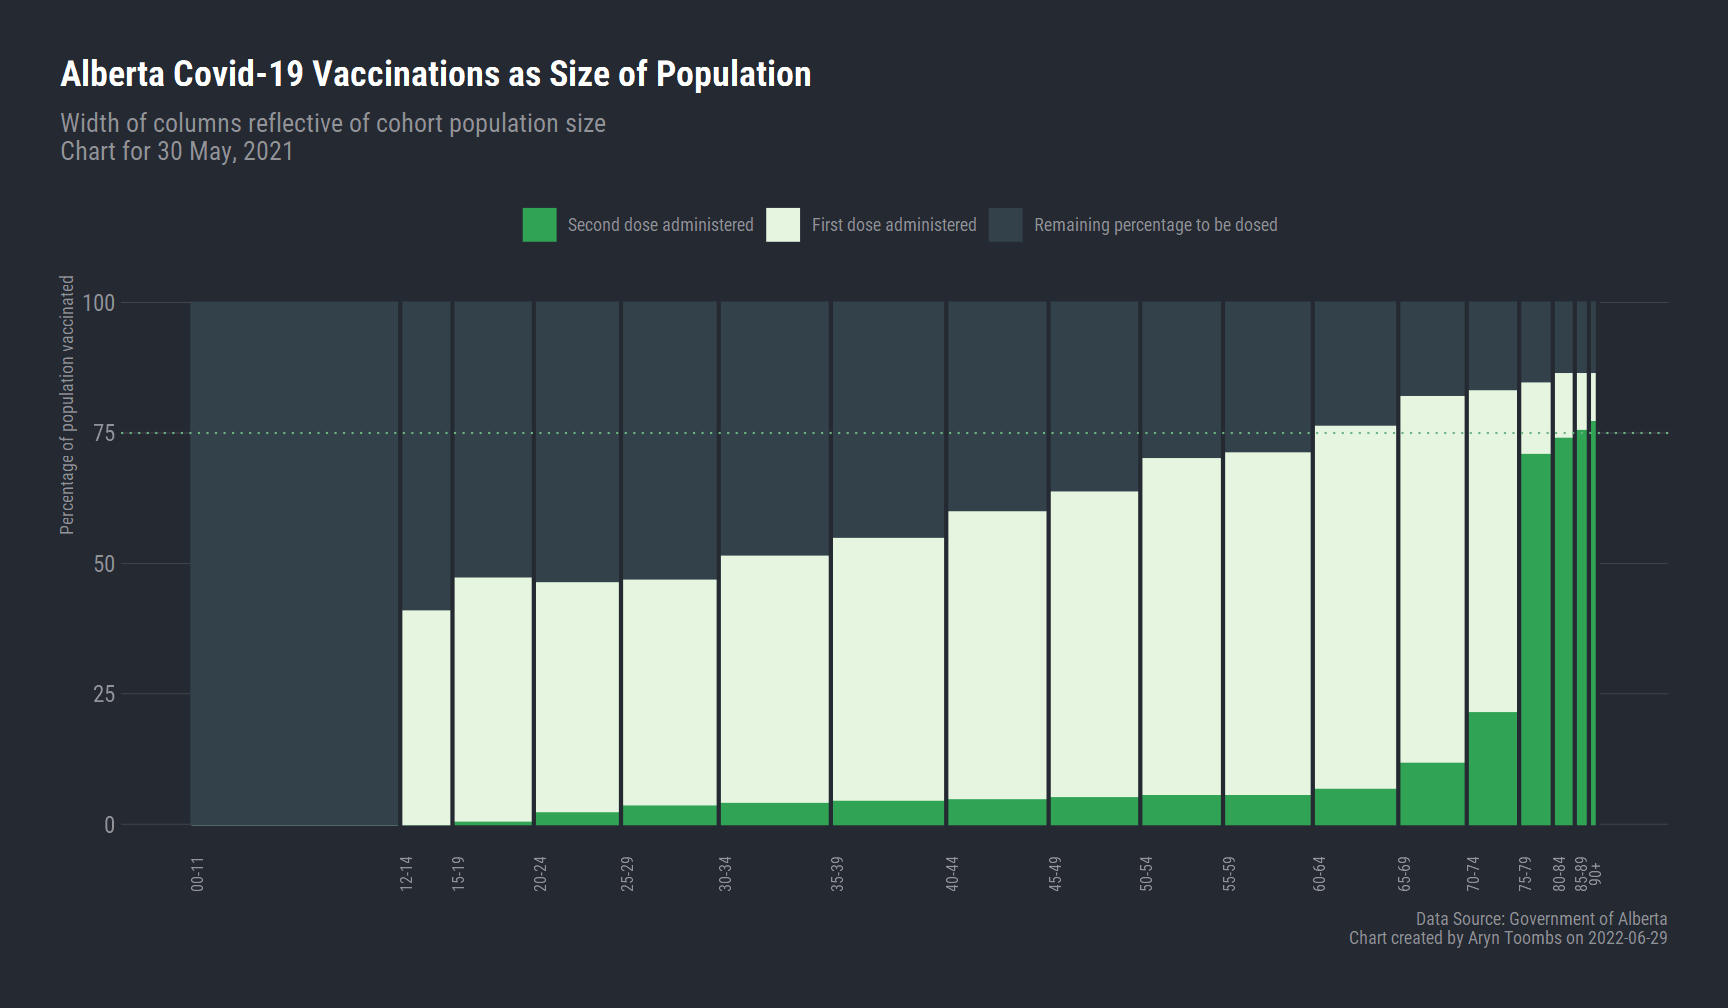 Alberta Covid-19 Vaccinations as Size of Population
Width of columns reflective of cohort population size
Chart for 30 May, 2021
Second dose administered
First dose administered
Remaining percentage to be dosed
Percentage of population vaccinated
100
75
50
25
0
00-11
12-14
15-19
20-24
25-29
30-34
35-39
40-44
45-49
50-54
55-59
60-64
65-69
70-74
75-79
80-84
85-89
90+
Data Source: Government of Alberta
Chart created by Aryn Toombs on 2022-06-29